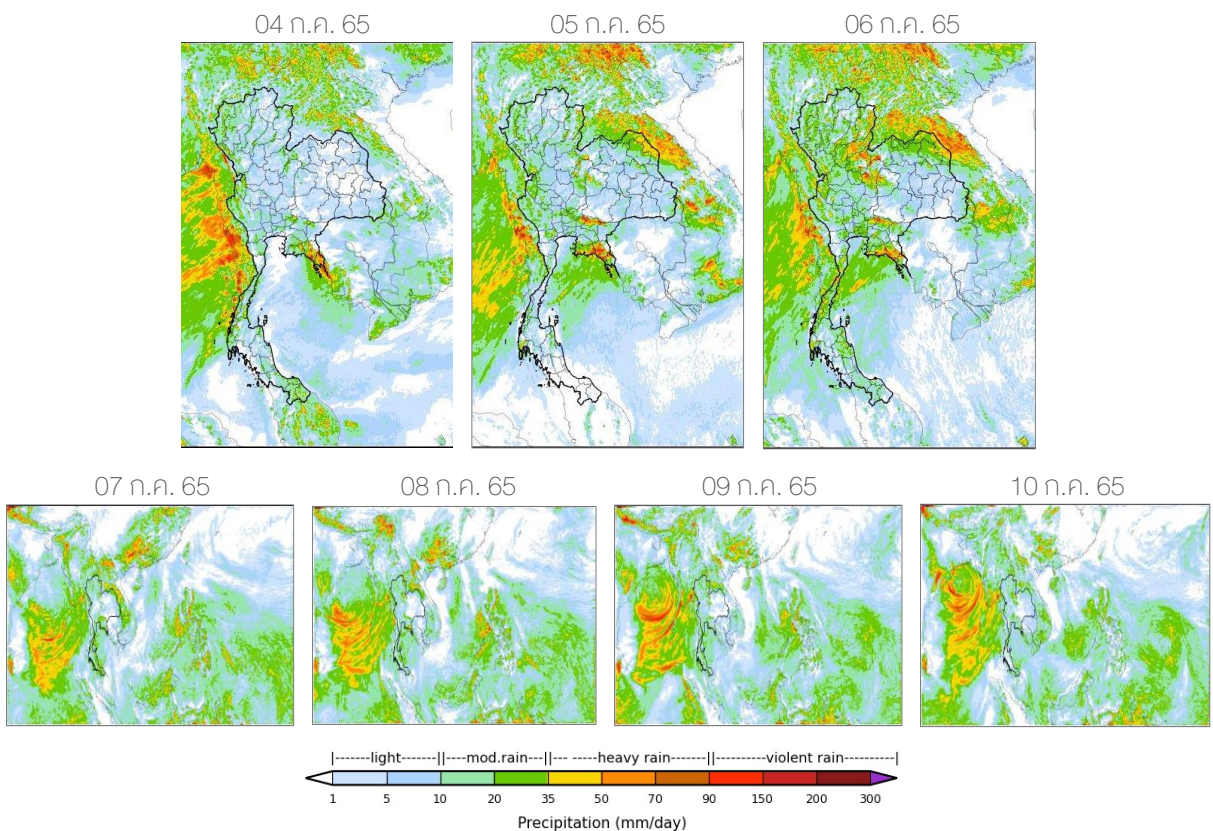 04 ก.ค. 65 05 ก.ค. 65 06 ก.ค. 65
07 ก.ค. 65 08 ก.ค. 65 09 ก.ค. 65 10 ก.ค. 65
|-------light-------||----mod.rain----||--- -----heavy rain-----||--------violent rain---------|
1 5 10 20 35 50 70 90 150 200 300
Precipitation (mm/day)